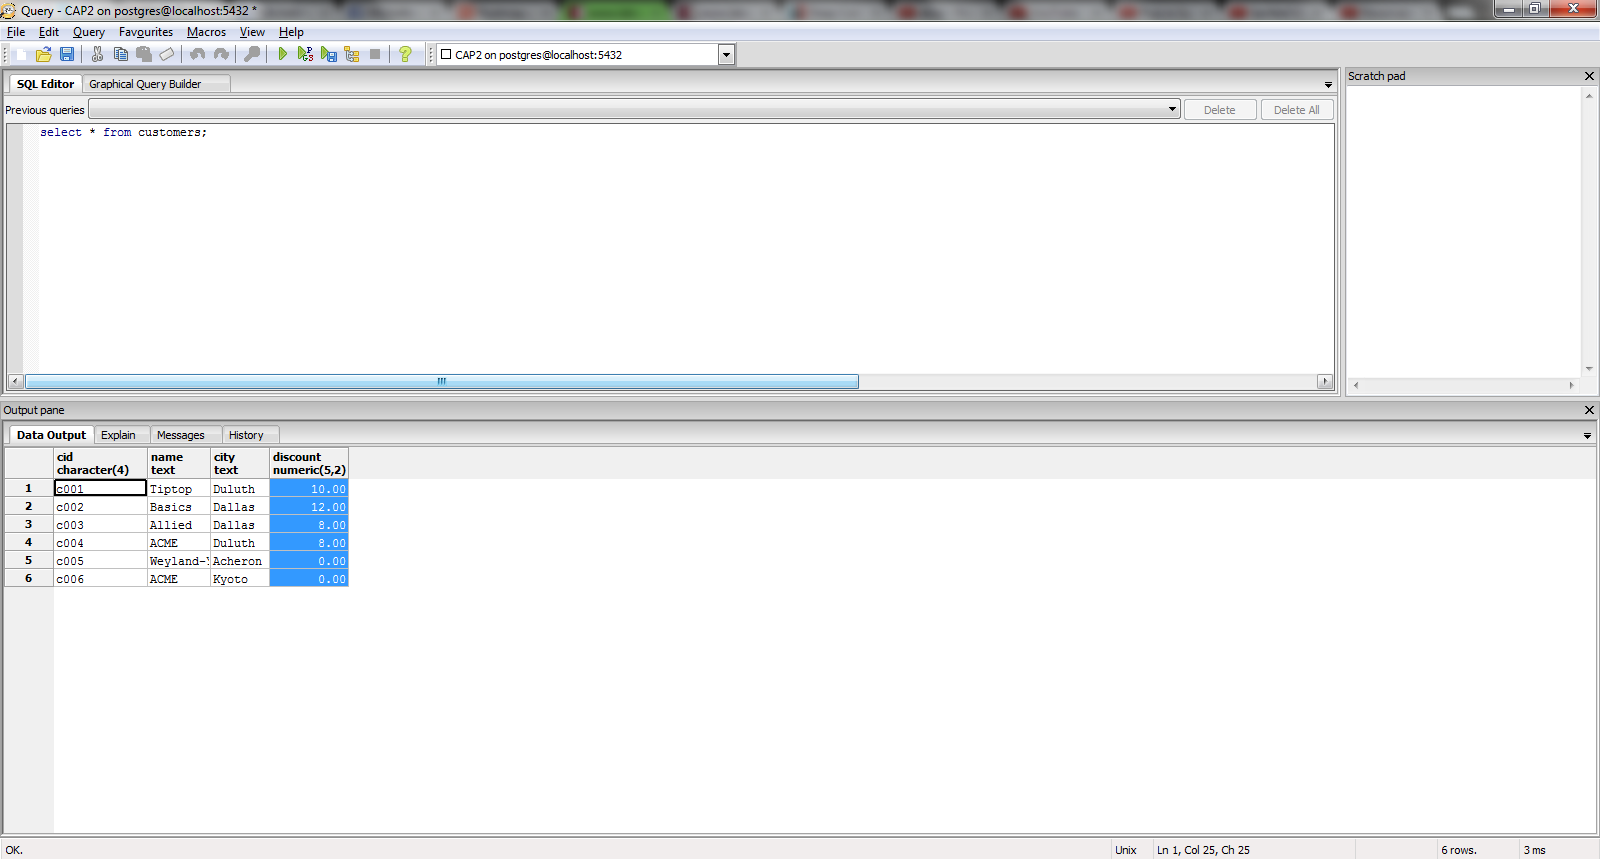 Query - CAP2 on postgres@localhost:5432 *
File Edit Query Favourites Macros View Help
CAP2 on postgres@localhost:5432
SQL Editor Graphical Query Builder
Scratch pad
Previous queries Delete Delete All
select * from customers;
Output pane
Data Output Explain Messages History
cid name city discount
character(4) text text numeric(5,2)
1 c001 Tiptop Duluth 10.00
2 c002 Basics Dallas 12.00
3 c003 Allied Dallas 8.00
4 c004 ACME Duluth 8.00
5 c005 Weyland- Acheron 0.00
6 c006 ACME Kyoto 0.00
OK. Unix Ln 1, Col 25, Ch 25 6 rows. 3 ms